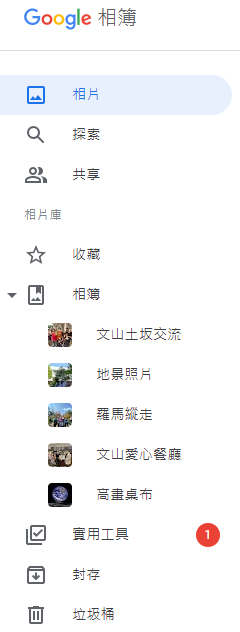 Google 相簿
相片
探索
共享
相片庫
收藏
相簿
文山土坂交流
地景照片
羅馬縱走
文山愛心餐廳
高畫桌布
實用工具 1
封存
垃圾桶